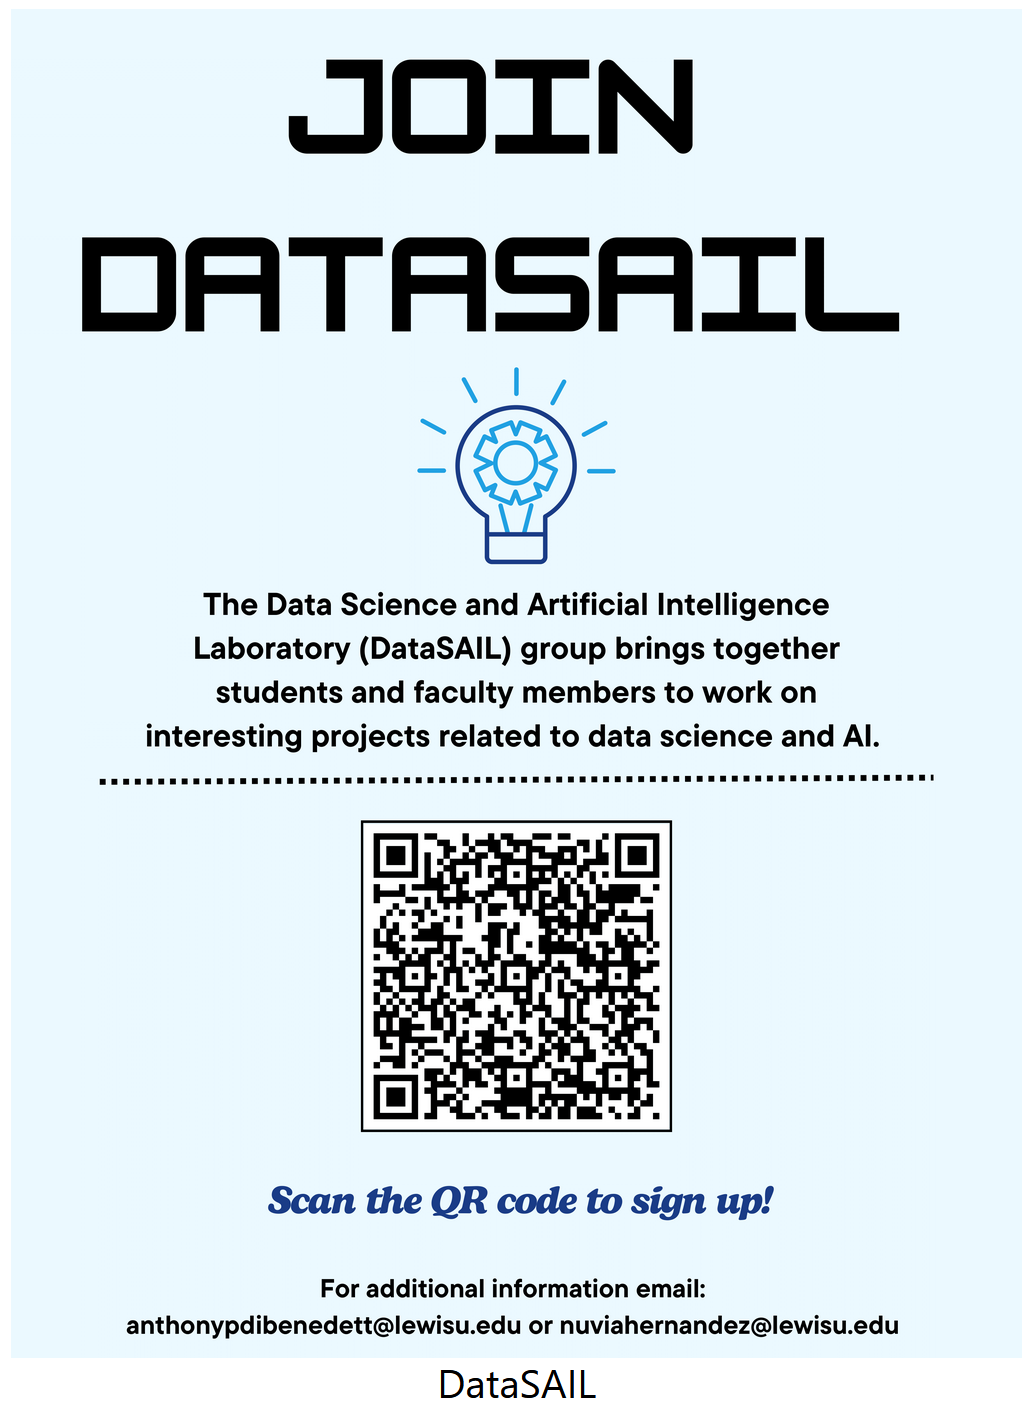 JOIN
DATASAIL
The Data Science and Artificial Intelligence
Laboratory (DataSAIL) group brings together
students and faculty members to work on
interesting projects related to data science and AI.
Scan the QR code to sign up!
For additional information email:
anthonypdibenedett@lewisu.edu or nuviahernandez@lewisu.edu
DataSAIL